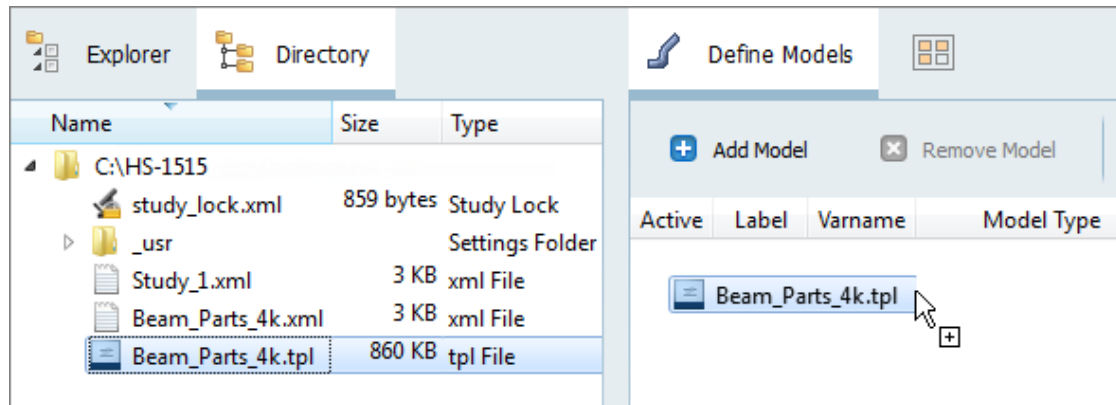 Explorer Directory
Name Size Type
C:\HS-1515
study_lock.xml 859 bytes Study Lock
_usr Settings Folder
Study_1.xml 3 KB xml File
Beam_Parts_4k.xml 3 KB xml File
Beam_Parts_4k.tpl 860 KB tpl File
Define Models
Add Model Remove Model
Active Label Varname Model Type
Beam_Parts_4k.tpl